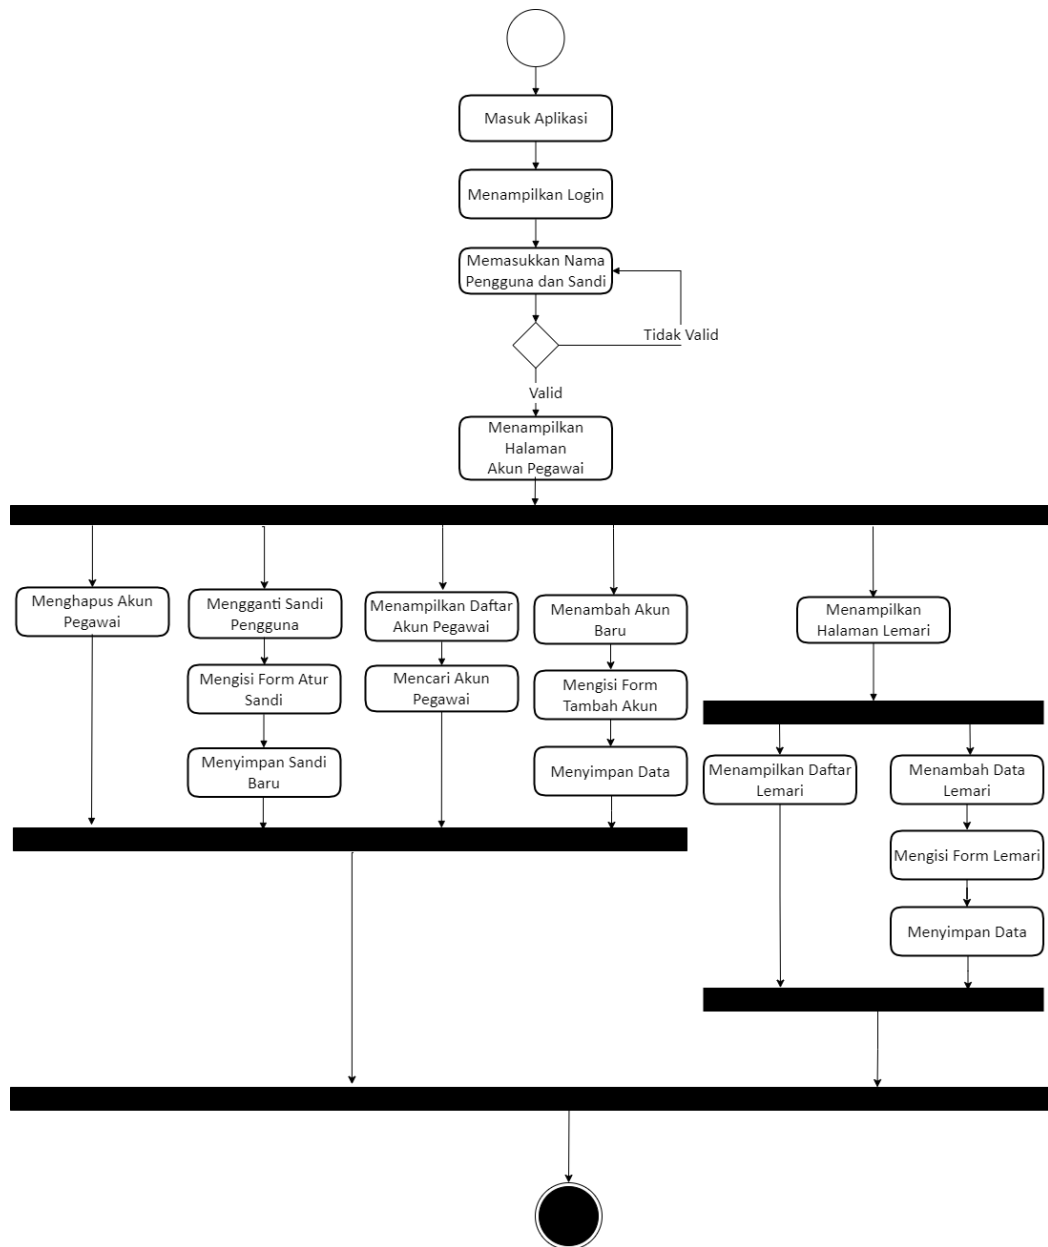 Masuk Aplikasi
Menampilkan Login
Memasukkan Nama
Pengguna dan Sandi
Tidak Valid
Valid
Menampilkan
Halaman
Akun Pegawai
Menghapus Akun
Pegawai
Mengganti Sandi
Pengguna
Mengisi Form Atur
Sandi
Menyimpan Sandi
Baru
Menampilkan Daftar
Akun Pegawai
Mencari Akun
Pegawai
Menambah Akun
Baru
Mengisi Form
Tambah Akun
Menyimpan Data
Menampilkan
Halaman Lemari
Menampilkan Daftar
Lemari
Menambah Data
Lemari
Mengisi Form Lemari
Menyimpan Data